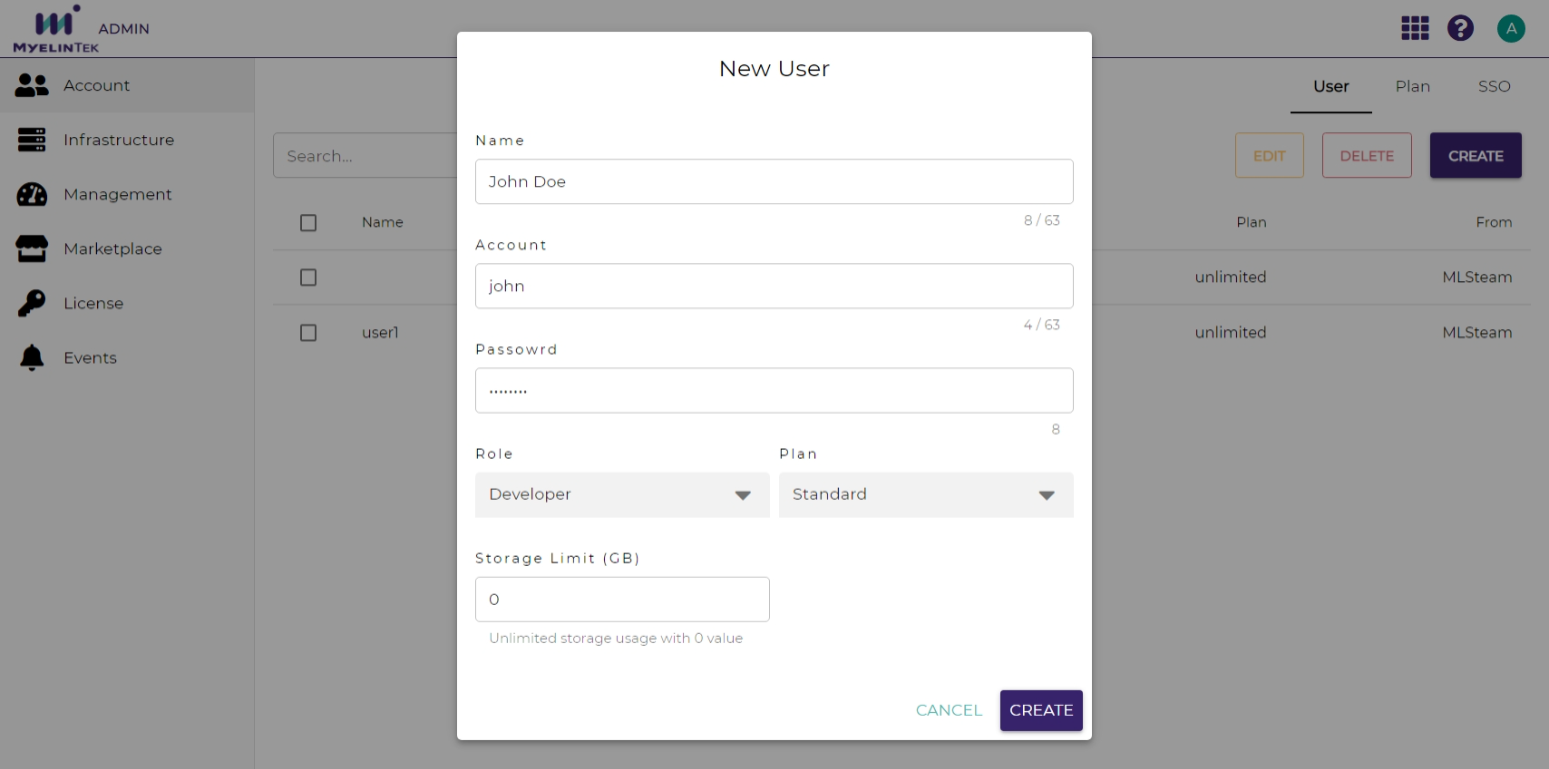 ADMIN
MYELINTEK
A
Account
Infrastructure
Management
Marketplace
License
Events
User Plan SSO
Search...
EDIT DELETE CREATE
Name Plan From
unlimited MLSteam
user1 unlimited MLSteam
New User
Name
John Doe
8 / 63
Account
john
4 / 63
Passowrd
........
8
Role Plan
Developer Standard
Storage Limit (GB)
0
Unlimited storage usage with 0 value
CANCEL CREATE